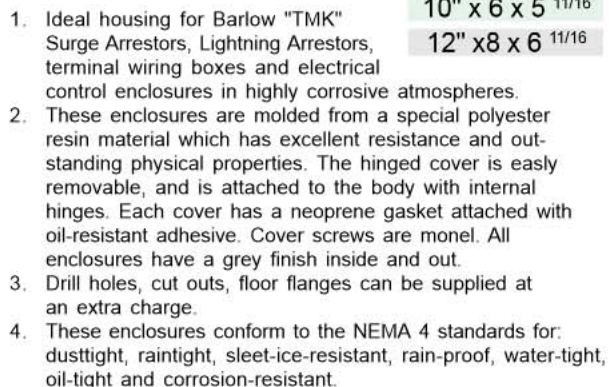 10" x 6 x 5 11/16
1. Ideal housing for Barlow "TMK"
Surge Arrestors, Lightning Arrestors,
12" x8 x 6 11/16
terminal wiring boxes and electrical
control enclosures in highly corrosive atmospheres.
2. These enclosures are molded from a special polyester
resin material which has excellent resistance and out-
standing physical properties. The hinged cover is easly
removable, and is attached to the body with internal
hinges. Each cover has a neoprene gasket attached with
oil-resistant adhesive. Cover screws are monel. All
enclosures have a grey finish inside and out.
3. Drill holes, cut outs, floor flanges can be supplied at
an extra charge.
4. These enclosures conform to the NEMA 4 standards for:
dusttight, raintight, sleet-ice-resistant, rain-proof, water-tight,
oil-tight and corrosion-resistant.